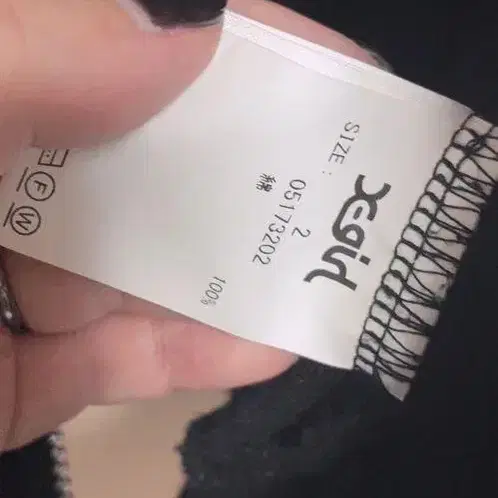 X-girl
SIZE : 2
05173202
綿 100%
F
W